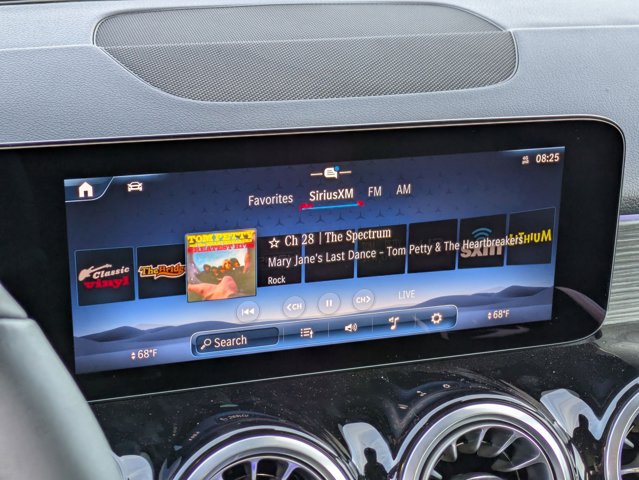 4G
08:25
Favorites SiriusXM FM AM
Classic
vinyl
The Bridge
TOM PETTY
GREATEST HITS
Ch 28 | The Spectrum
Mary Jane's Last Dance - Tom Petty & The Heartbreakers
Rock
sxm
LITHIUM
<CH
CH>
LIVE
68°F
Search
68°F